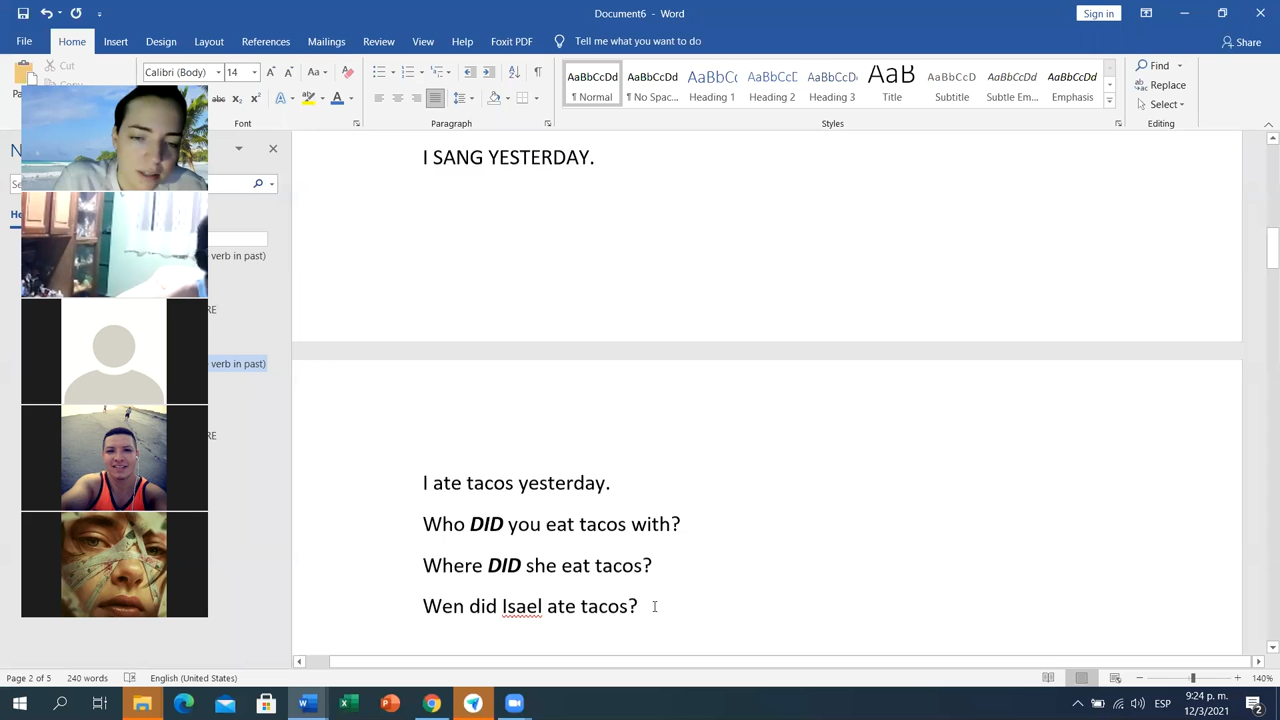 Document6 - Word
Sign in
File Home Insert Design Layout References Mailings Review View Help Foxit PDF Tell me what you want to do Share
Cut
Calibri (Body) 14
Font
Paragraph
AaBbCcDd AaBbCcDd AaBbCc AaBbCcD AaBbCcD AaB AaBbCcD AaBbCcDd AaBbCcDd
¶ Normal ¶ No Spac... Heading 1 Heading 2 Heading 3 Title Subtitle Subtle Em... Emphasis
Styles
Find
Replace
Select
Editing
verb in past)
RE
verb in past)
RE
I SANG YESTERDAY.
I ate tacos yesterday.
Who DID you eat tacos with?
Where DID she eat tacos?
Wen did Isael ate tacos?
Page 2 of 5 240 words English (United States) 140%
ESP
9:24 p. m.
12/3/2021
2